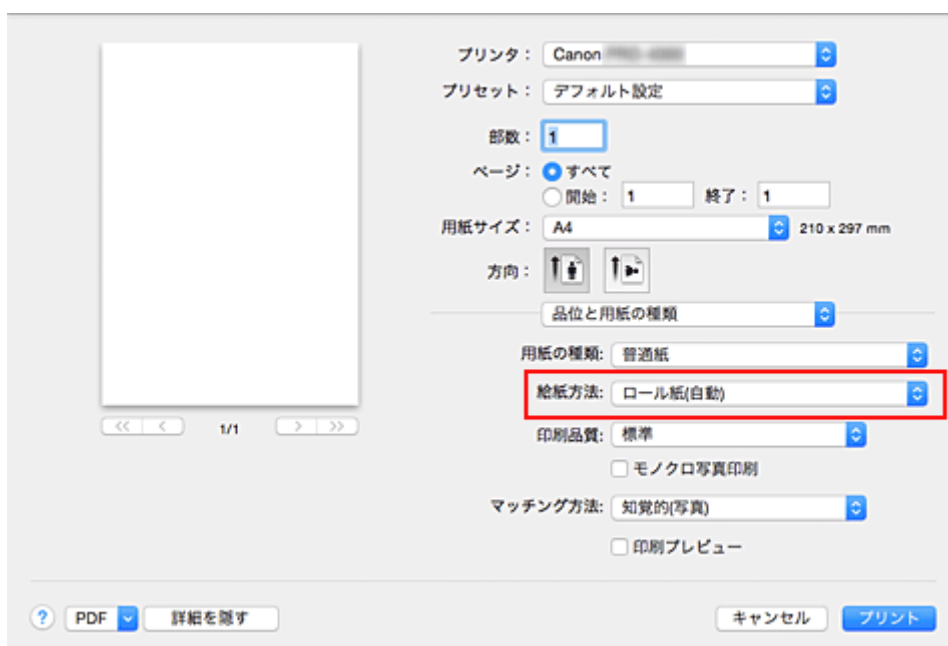 プリンタ： Canon
プリセット： デフォルト設定
部数： 1
ページ： すべて
開始： 1 終了： 1
用紙サイズ： A4 210 x 297 mm
方向：
品位と用紙の種類
用紙の種類: 普通紙
給紙方法: ロール紙(自動)
1/1
印刷品質: 標準
モノクロ写真印刷
マッチング方法: 知覚的(写真)
印刷プレビュー
? PDF 詳細を隠す キャンセル プリント